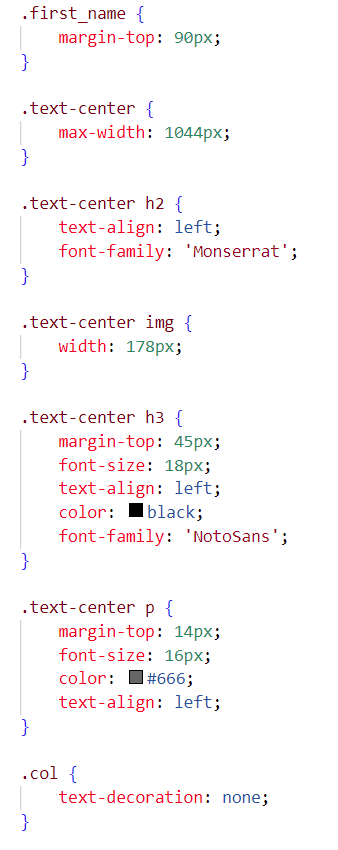 .first_name {
    margin-top: 90px;
}
.text-center {
    max-width: 1044px;
}
.text-center h2 {
    text-align: left;
    font-family: 'Monserrat';
}
.text-center img {
    width: 178px;
}
.text-center h3 {
    margin-top: 45px;
    font-size: 18px;
    text-align: left;
    color: black;
    font-family: 'NotoSans';
}
.text-center p {
    margin-top: 14px;
    font-size: 16px;
    color: #666;
    text-align: left;
}
.col {
    text-decoration: none;
}